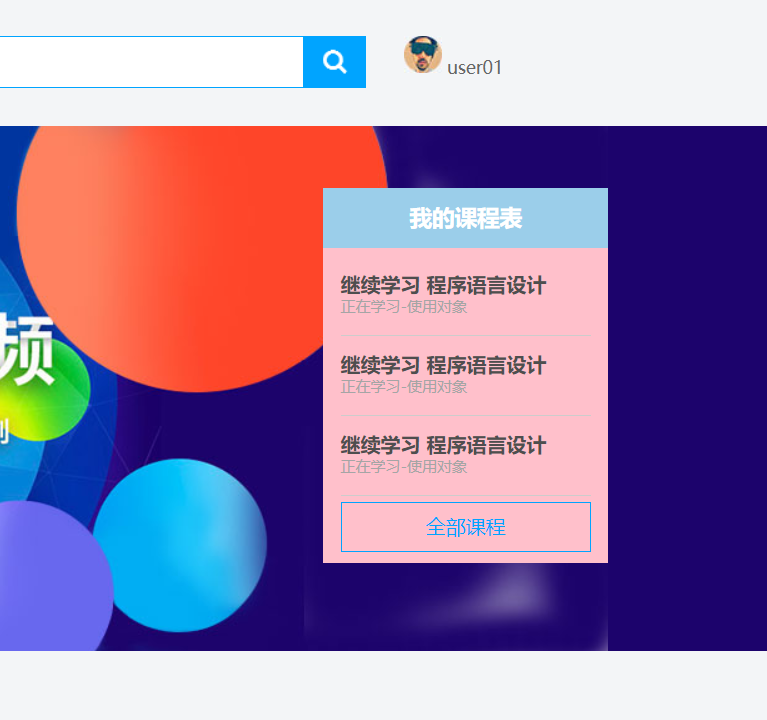 user01
我的课程表
继续学习 程序语言设计
正在学习-使用对象
频
继续学习 程序语言设计
正在学习-使用对象
继续学习 程序语言设计
正在学习-使用对象
全部课程